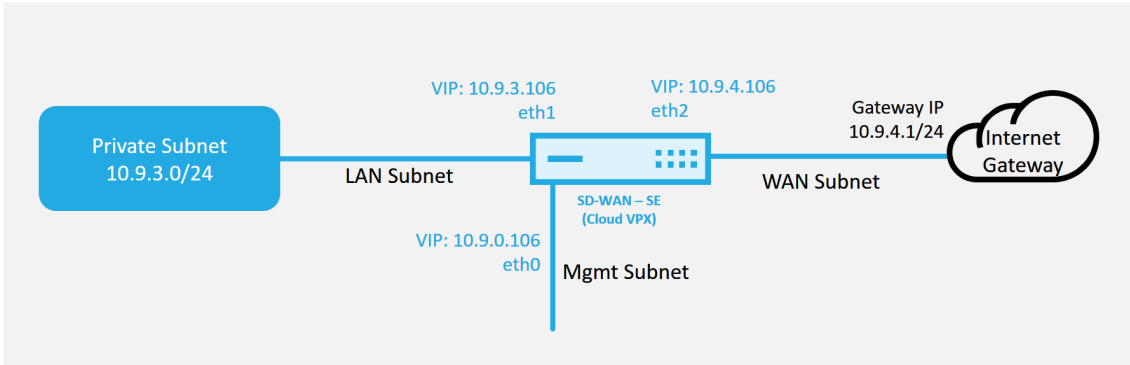 VIP: 10.9.3.106
eth1
VIP: 10.9.4.106
eth2
Gateway IP
10.9.4.1/24
Internet
Gateway
Private Subnet
10.9.3.0/24
LAN Subnet
WAN Subnet
SD-WAN – SE
(Cloud VPX)
VIP: 10.9.0.106
eth0
Mgmt Subnet